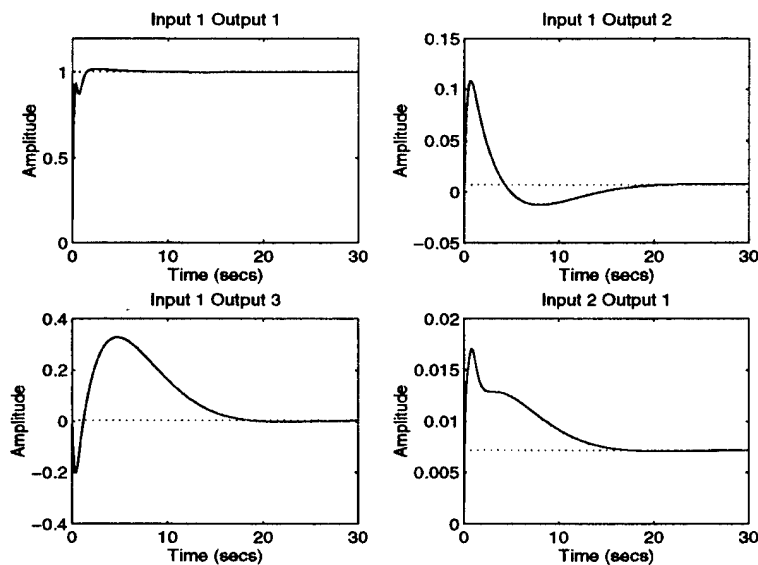 Input 1 Output 1
Amplitude
1
0.5
0
0 10 20 30
Time (secs)
Input 1 Output 2
Amplitude
0.15
0.1
0.05
0
−0.05
0 10 20 30
Time (secs)
Input 1 Output 3
Amplitude
0.4
0.2
0
−0.2
−0.4
0 10 20 30
Time (secs)
Input 2 Output 1
Amplitude
0.02
0.015
0.01
0.005
0
0 10 20 30
Time (secs)